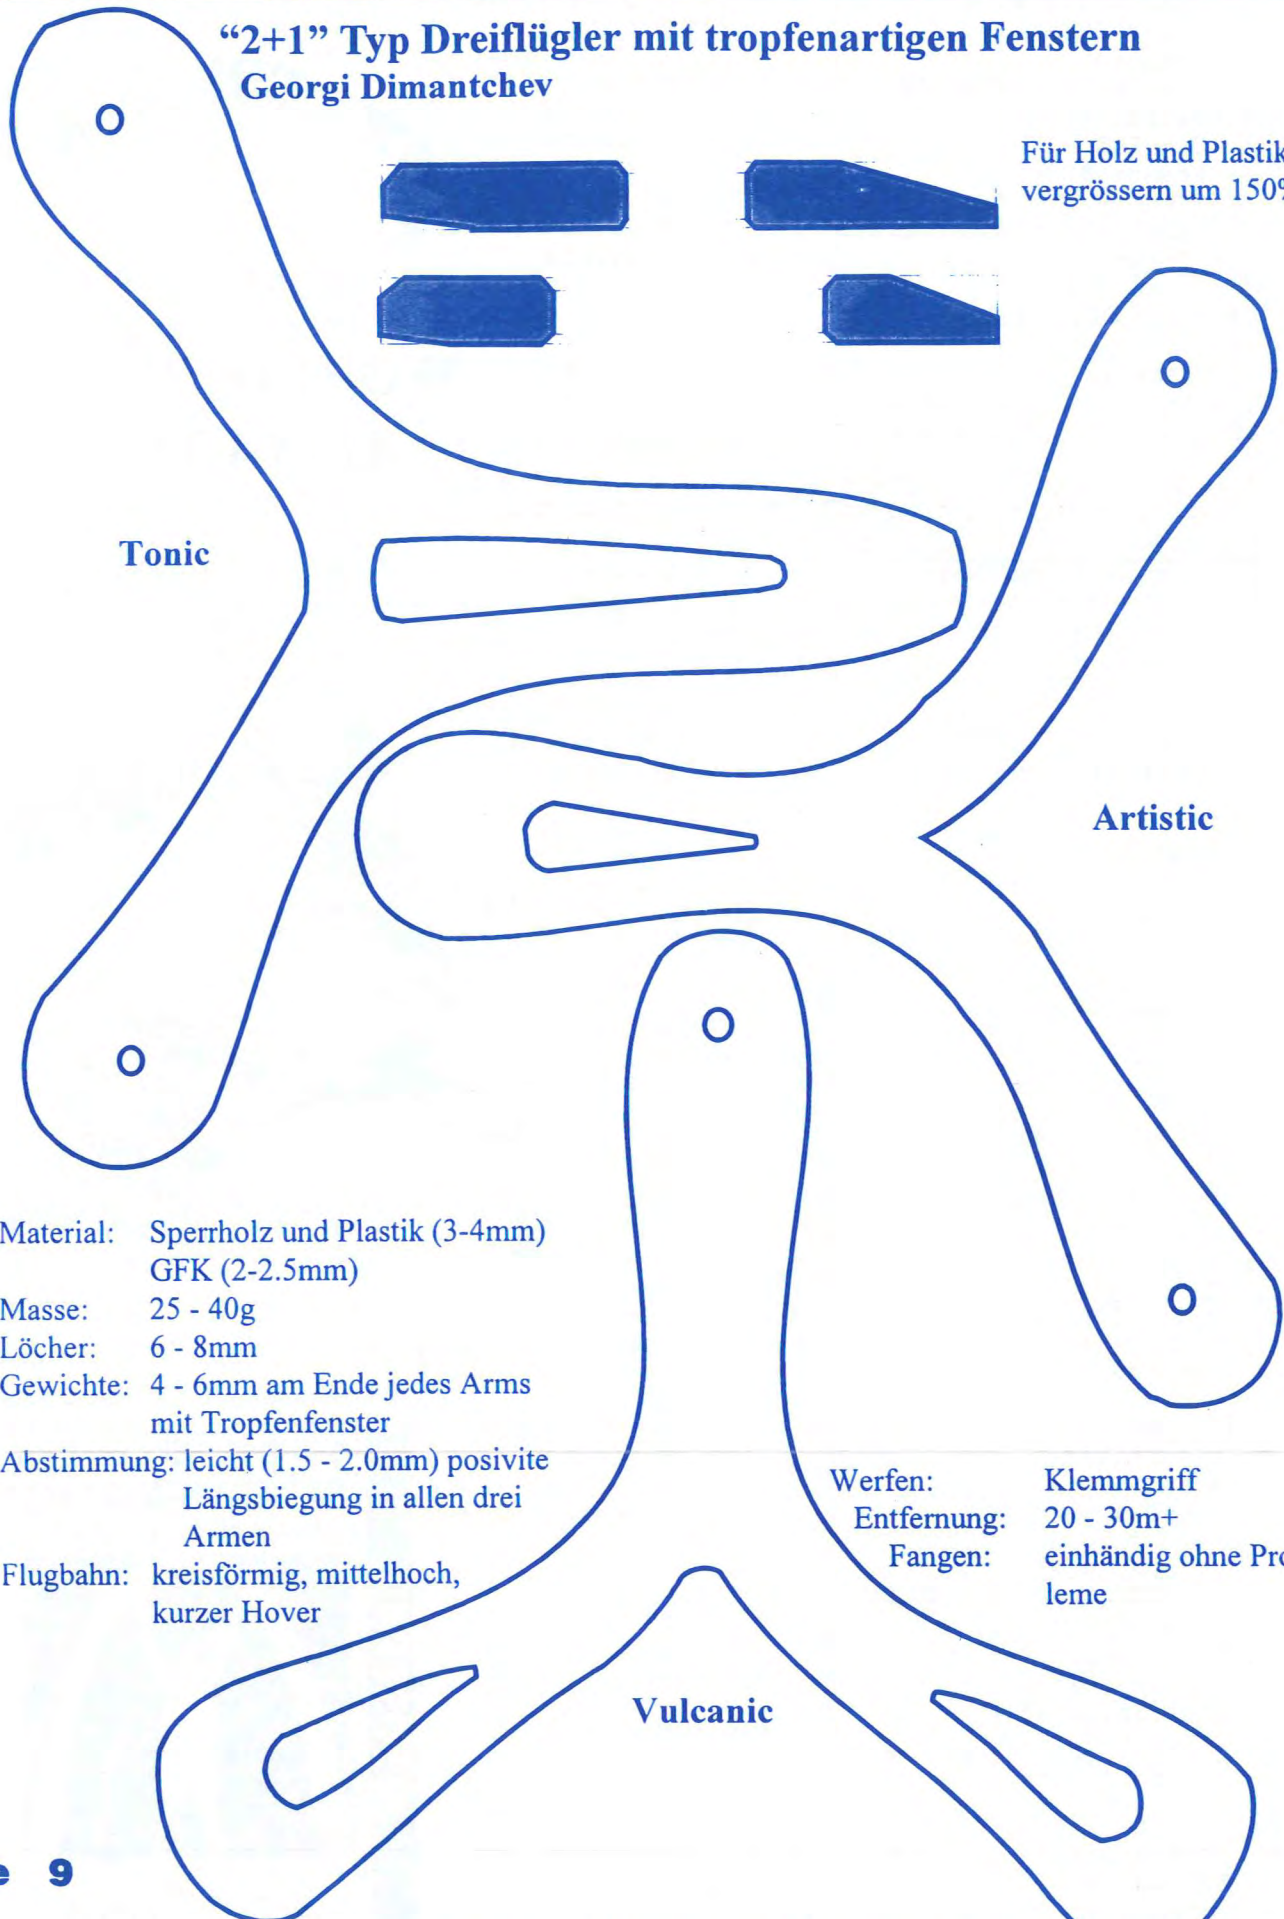 “2+1” Typ Dreiflügler mit tropfenartigen Fenstern
Georgi Dimantchev
Für Holz und Plastik
vergrössern um 150%
Tonic
Artistic
Material: Sperrholz und Plastik (3-4mm)
GFK (2-2.5mm)
Masse: 25 - 40g
Löcher: 6 - 8mm
Gewichte: 4 - 6mm am Ende jedes Arms
mit Tropfenfenster
Abstimmung: leicht (1.5 - 2.0mm) posivite
Längsbiegung in allen drei
Armen
Flugbahn: kreisförmig, mittelhoch,
kurzer Hover
Werfen: Klemmgriff
Entfernung: 20 - 30m+
Fangen: einhändig ohne Pro
leme
Vulcanic
e 9